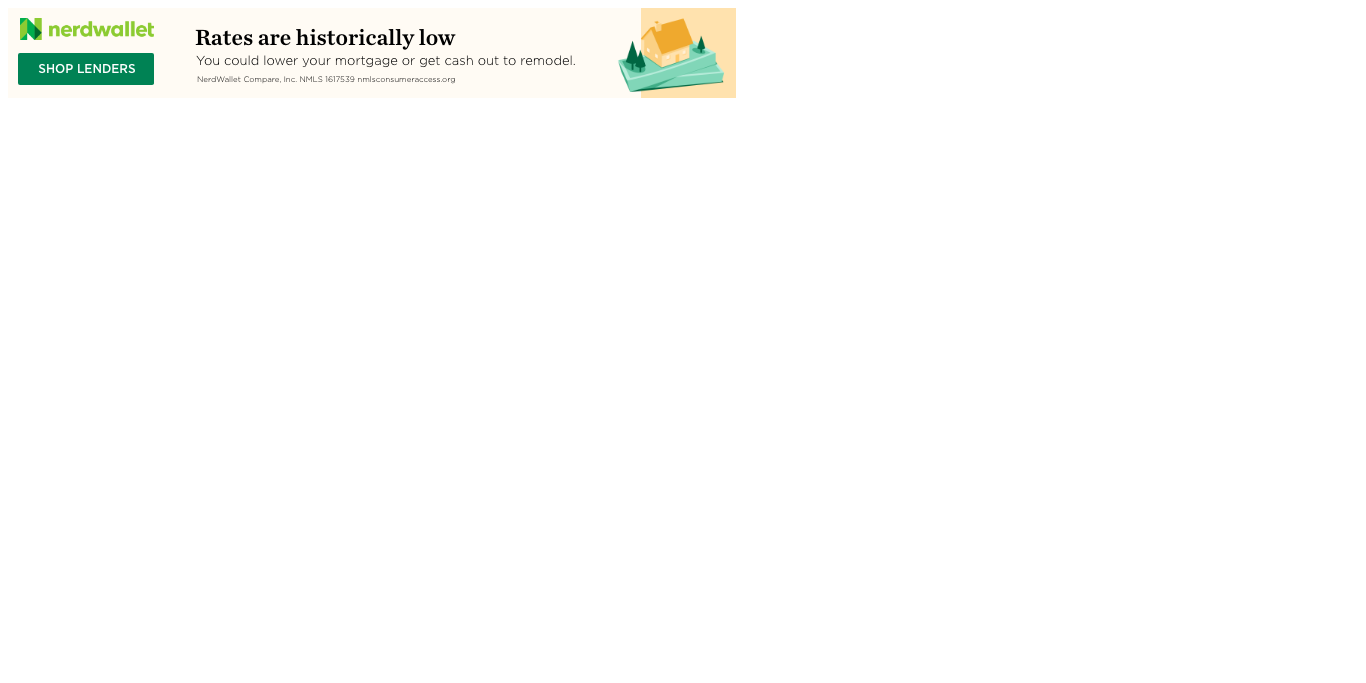 nerdwallet
SHOP LENDERS
Rates are historically low
You could lower your mortgage or get cash out to remodel.
NerdWallet Compare, Inc. NMLS 1617539 nmlsconsumeraccess.org